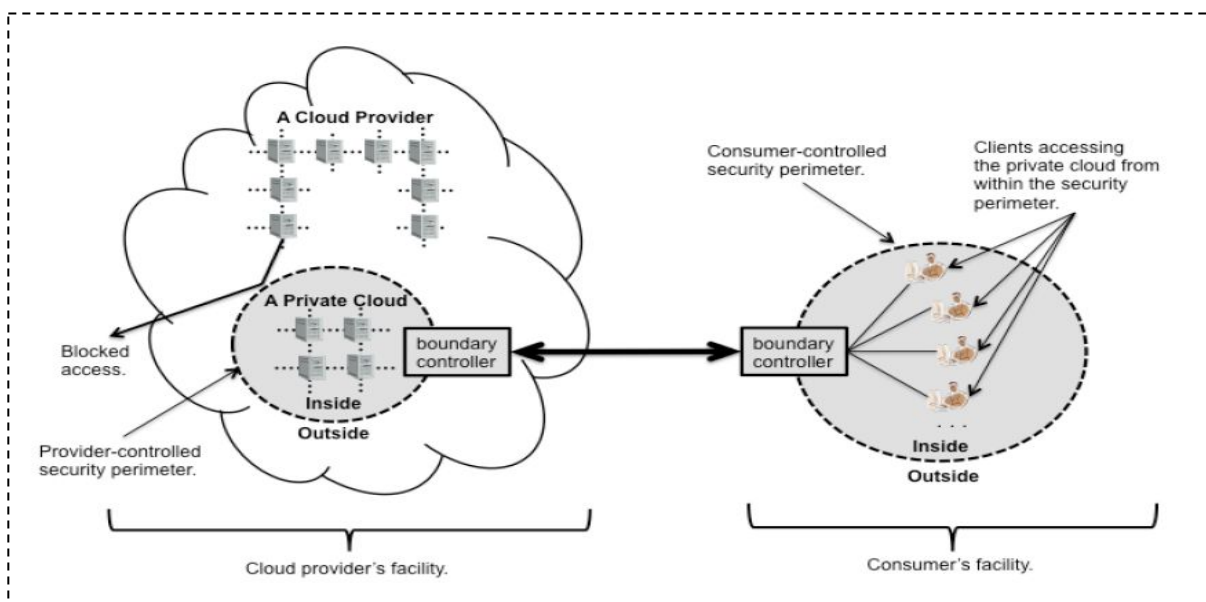 A Cloud Provider
Blocked
access.
A Private Cloud
Inside
Outside
boundary
controller
Provider-controlled
security perimeter.
Cloud provider’s facility.
Consumer-controlled
security perimeter.
Clients accessing
the private cloud from
within the security
perimeter.
boundary
controller
. . .
Inside
Outside
Consumer’s facility.